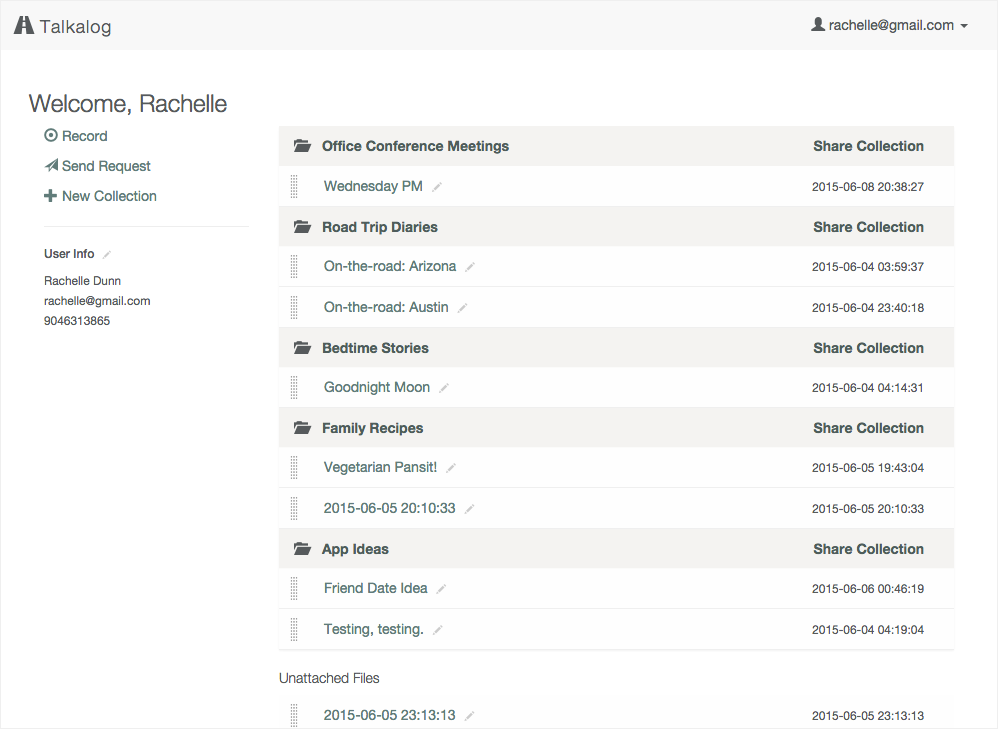 Talkalog
rachelle@gmail.com
Welcome, Rachelle
Record
Send Request
New Collection
User Info
Rachelle Dunn
rachelle@gmail.com
9046313865
Office Conference Meetings Share Collection
Wednesday PM 2015-06-08 20:38:27
Road Trip Diaries Share Collection
On-the-road: Arizona 2015-06-04 03:59:37
On-the-road: Austin 2015-06-04 23:40:18
Bedtime Stories Share Collection
Goodnight Moon 2015-06-04 04:14:31
Family Recipes Share Collection
Vegetarian Pansit! 2015-06-05 19:43:04
2015-06-05 20:10:33 2015-06-05 20:10:33
App Ideas Share Collection
Friend Date Idea 2015-06-06 00:46:19
Testing, testing. 2015-06-04 04:19:04
Unattached Files
2015-06-05 23:13:13 2015-06-05 23:13:13